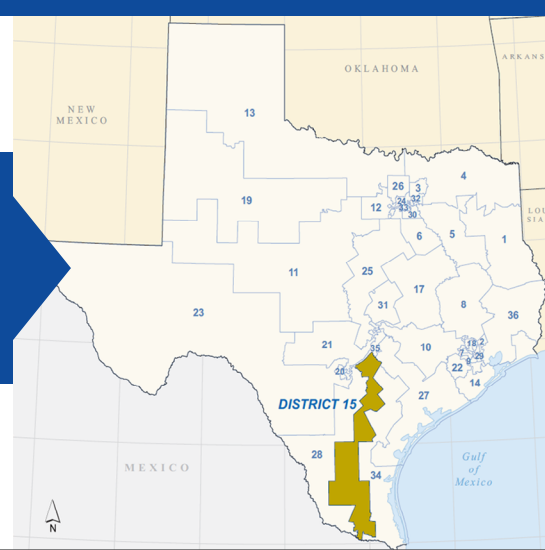 ARKANS
OKLAHOMA
NEW
MEXICO
13
4
26
3
32
24
33
30
12
19
LOU
SIA
6
5
1
25
11
17
31
8
23
36
21
10
35
18
2
7
29
9
20
22
14
27
DISTRICT 15
28
34
MEXICO
Gulf
of
Mexico
N